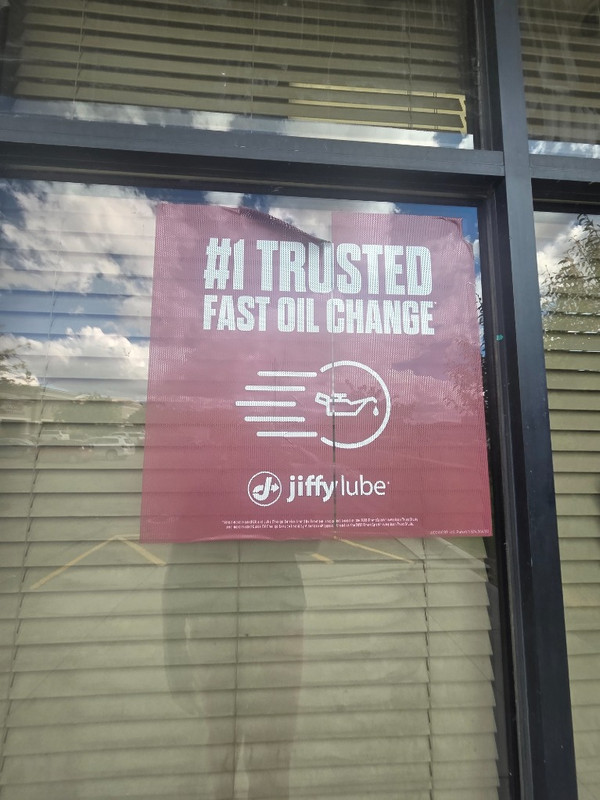 #1 TRUSTED
FAST OIL CHANGE*
jiffy lube®